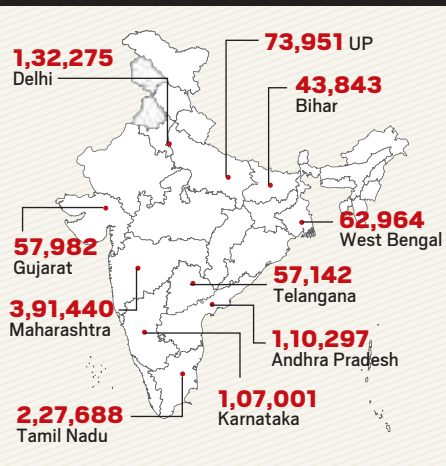 73,951 UP
1,32,275
Delhi
43,843
Bihar
62,964
West Bengal
57,982
Gujarat
57,142
Telangana
3,91,440
Maharashtra
1,10,297
Andhra Pradesh
1,07,001
Karnataka
2,27,688
Tamil Nadu